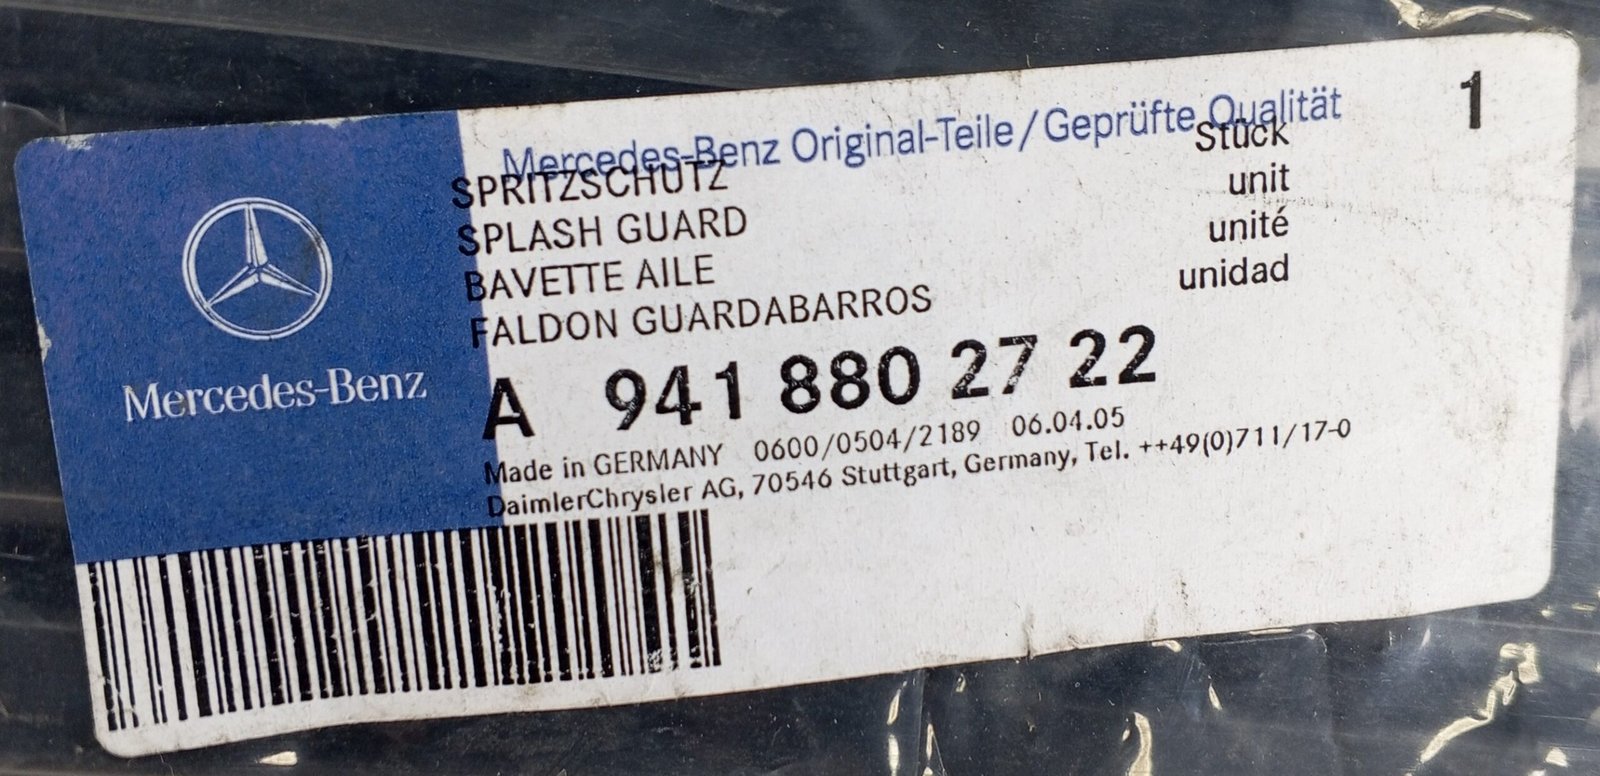 Mercedes-Benz Original-Teile/Geprüfte Qualität
1
SPRITZSCHUTZ
Stück
SPLASH GUARD
unit
BAVETTE AILE
unité
FALDON GUARDABARROS
unidad
Mercedes-Benz
A 941 880 27 22
Made in GERMANY 0600/0504/2189 06.04.05
DaimlerChrysler AG, 70546 Stuttgart, Germany, Tel. ++49(0)711/17-0